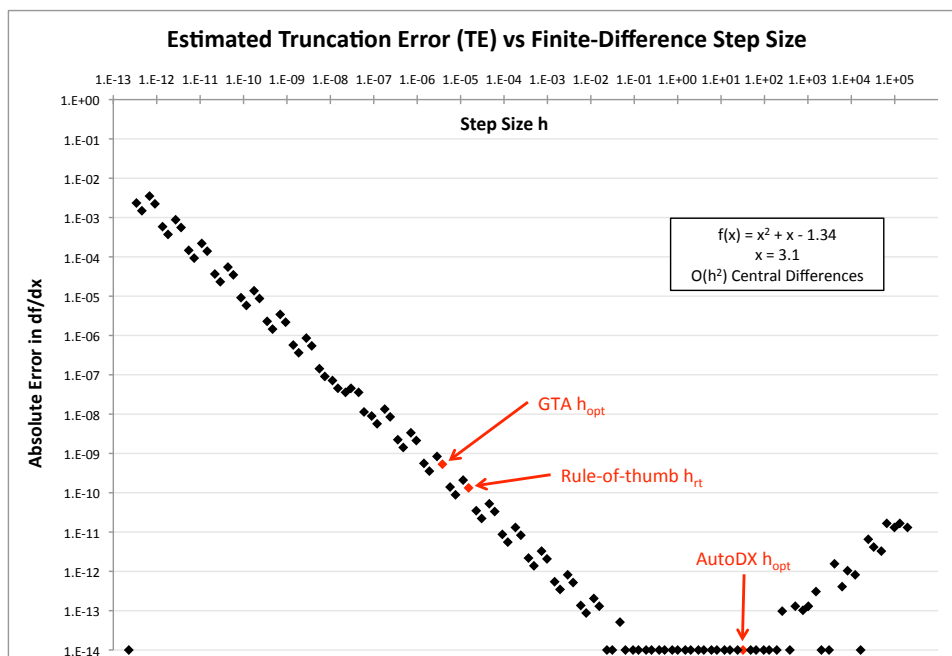 Estimated Truncation Error (TE) vs Finite-Difference Step Size
1.E-13 1.E-12 1.E-11 1.E-10 1.E-09 1.E-08 1.E-07 1.E-06 1.E-05 1.E-04 1.E-03 1.E-02 1.E-01 1.E+00 1.E+01 1.E+02 1.E+03 1.E+04 1.E+05
Step Size h
Absolute Error in df/dx
1.E+00
1.E-01
1.E-02
1.E-03
1.E-04
1.E-05
1.E-06
1.E-07
1.E-08
1.E-09
1.E-10
1.E-11
1.E-12
1.E-13
1.E-14
f(x) = x² + x - 1.34
x = 3.1
O(h²) Central Differences
GTA hopt
Rule-of-thumb hrt
AutoDX hopt